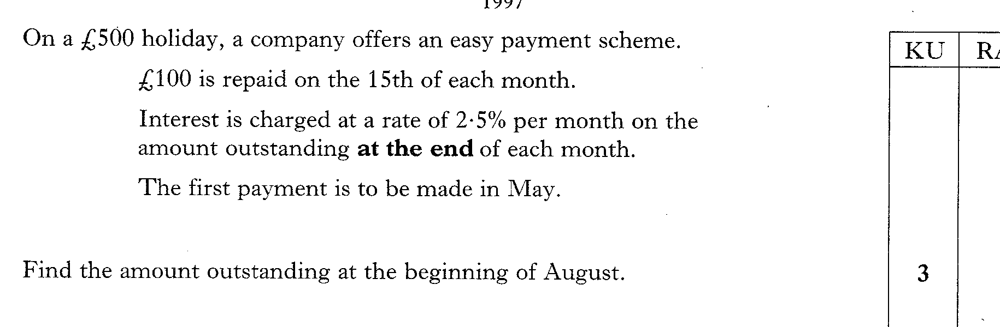 1997
On a £500 holiday, a company offers an easy payment scheme.
KU
£100 is repaid on the 15th of each month.
Interest is charged at a rate of 2·5% per month on the
amount outstanding at the end of each month.
The first payment is to be made in May.
Find the amount outstanding at the beginning of August.
3